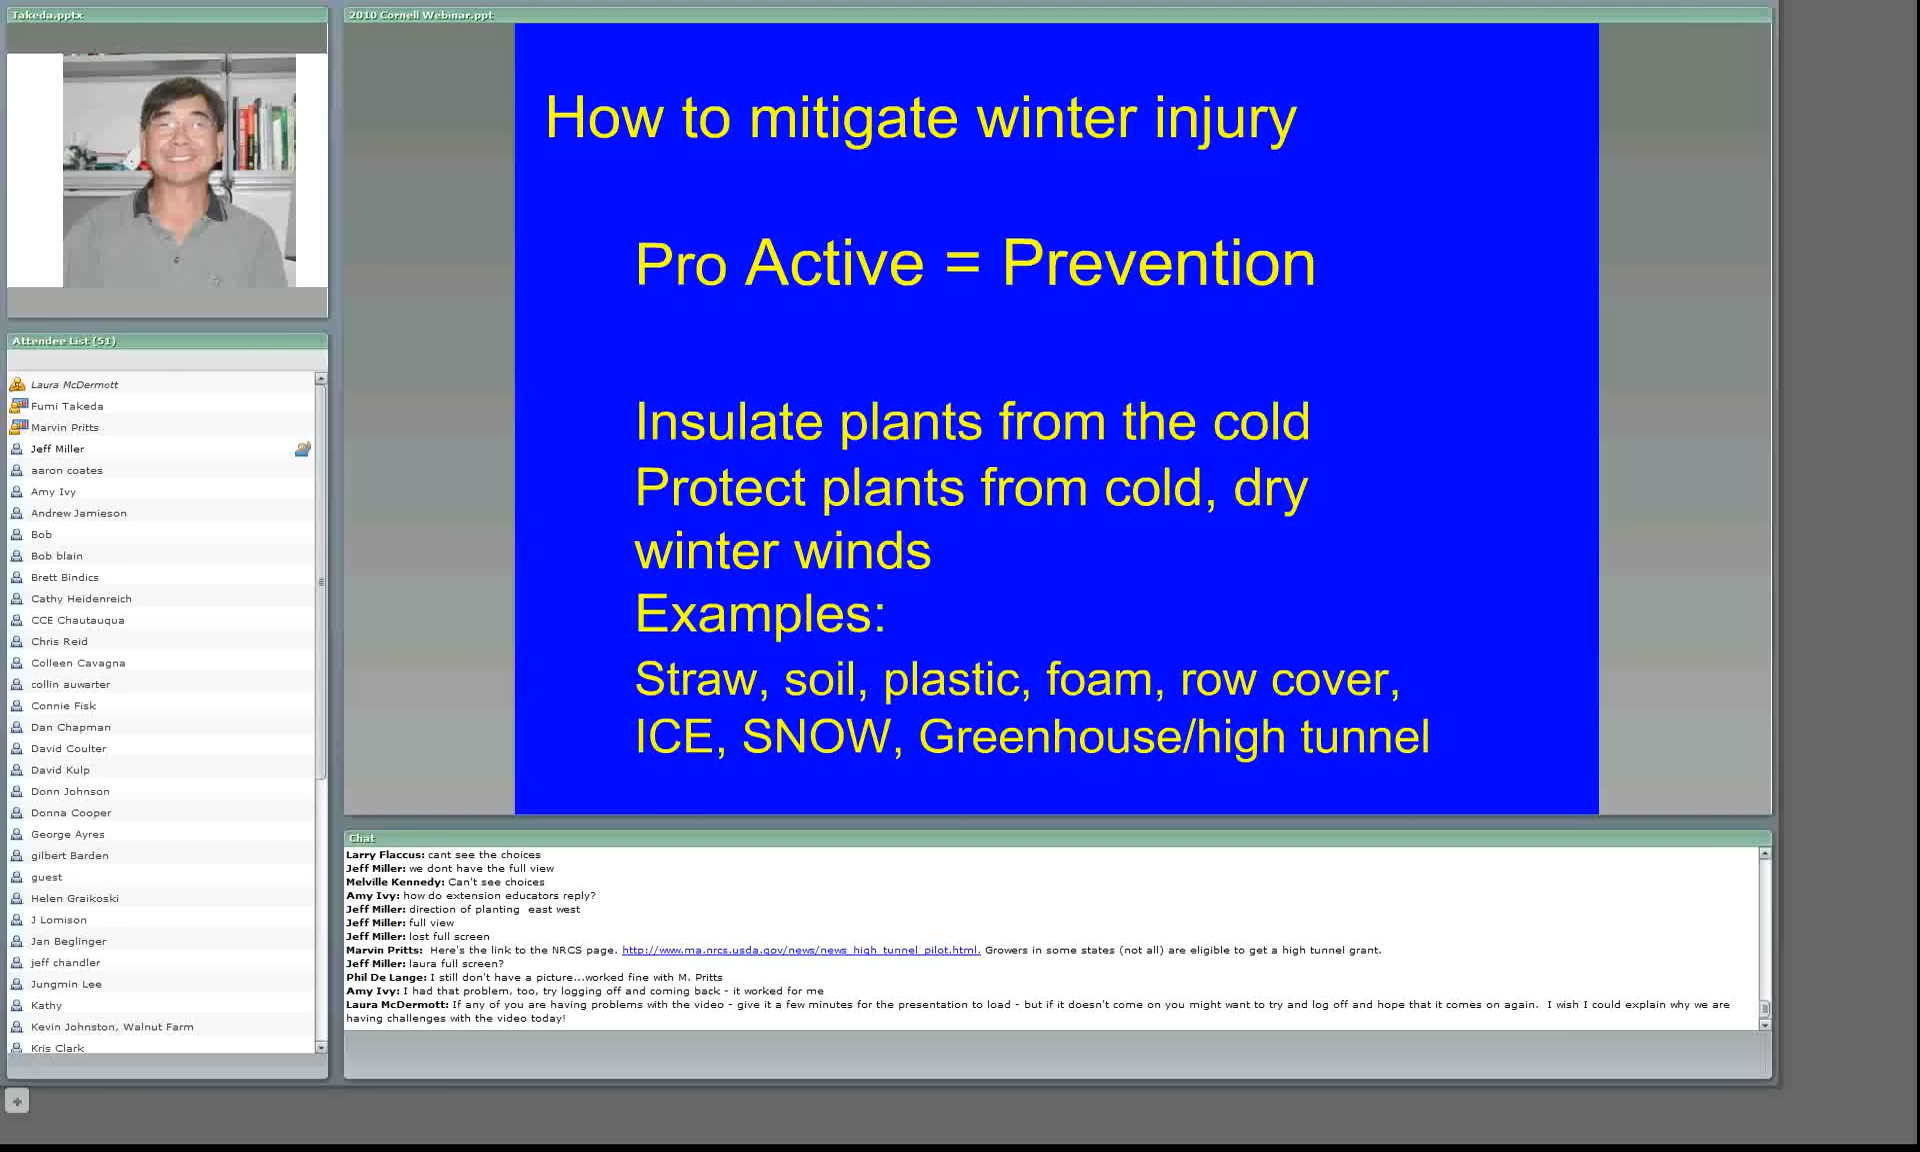 Takeda.pptx
Attendee List (51)
Laura McDermott
Fumi Takeda
Marvin Pritts
Jeff Miller
aaron coates
Amy Ivy
Andrew Jamieson
Bob
Bob blain
Brett Bindics
Cathy Heidenreich
CCE Chautauqua
Chris Reid
Colleen Cavagna
collin auwarter
Connie Fisk
Dan Chapman
David Coulter
David Kulp
Donn Johnson
Donna Cooper
George Ayres
gilbert Barden
guest
Helen Graikoski
J Lomison
Jan Beglinger
jeff chandler
Jungmin Lee
Kathy
Kevin Johnston, Walnut Farm
Kris Clark
2010 Cornell Webinar.ppt
How to mitigate winter injury
Pro Active = Prevention
Insulate plants from the cold
Protect plants from cold, dry
winter winds
Examples:
Straw, soil, plastic, foam, row cover,
ICE, SNOW, Greenhouse/high tunnel
Chat
Larry Flaccus: cant see the choices
Jeff Miller: we dont have the full view
Melville Kennedy: Can't see choices
Amy Ivy: how do extension educators reply?
Jeff Miller: direction of planting  east west
Jeff Miller: full view
Jeff Miller: lost full screen
Marvin Pritts:  Here's the link to the NRCS page. http://www.ma.nrcs.usda.gov/news/news_high_tunnel_pilot.html. Growers in some states (not all) are eligible to get a high tunnel grant.
Jeff Miller: laura full screen?
Phil De Lange: I still don't have a picture...worked fine with M. Pritts
Amy Ivy: I had that problem, too, try logging off and coming back - it worked for me
Laura McDermott: If any of you are having problems with the video - give it a few minutes for the presentation to load - but if it doesn't come on you might want to try and log off and hope that it comes on again.  I wish I could explain why we are
having challenges with the video today!